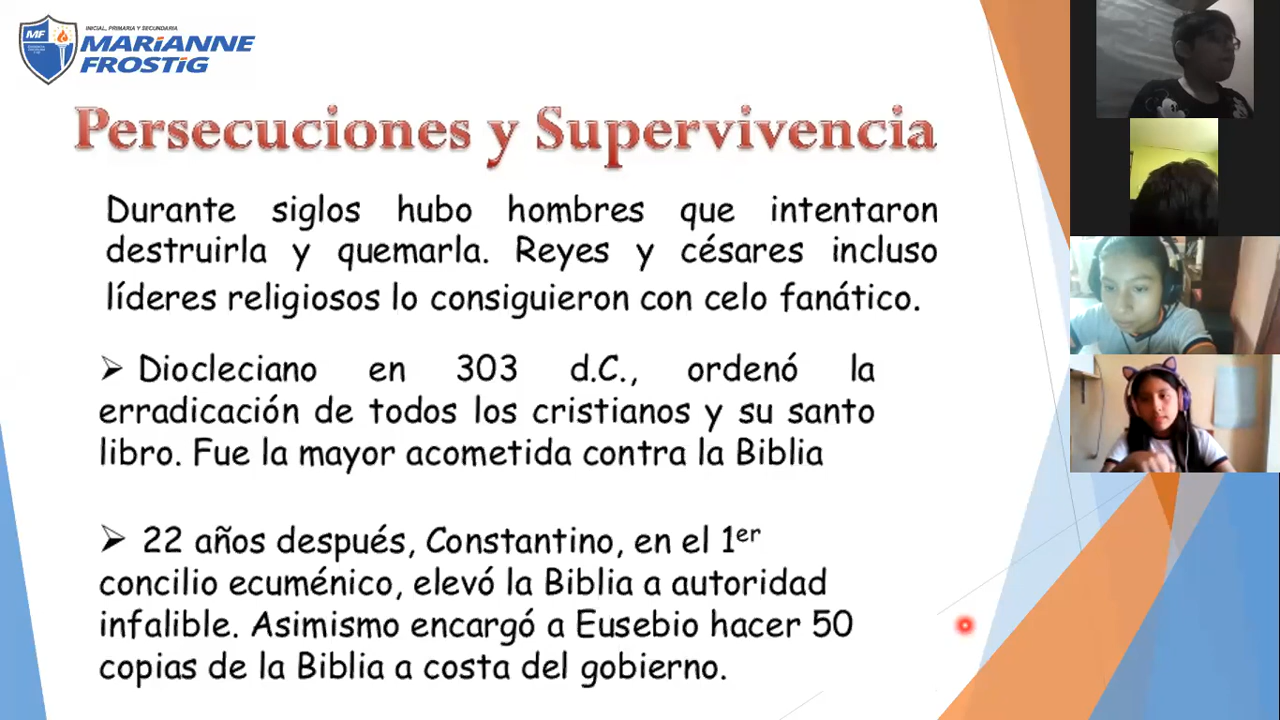 MF
INICIAL, PRIMARIA Y SECUNDARIA
MARiANNE
FROSTiG
Persecuciones y Supervivencia
Durante siglos hubo hombres que intentaron
destruirla y quemarla. Reyes y césares incluso
líderes religiosos lo consiguieron con celo fanático.
➢ Diocleciano en 303 d.C., ordenó la
erradicación de todos los cristianos y su santo
libro. Fue la mayor acometida contra la Biblia
➢ 22 años después, Constantino, en el 1er
concilio ecuménico, elevó la Biblia a autoridad
infalible. Asimismo encargó a Eusebio hacer 50
copias de la Biblia a costa del gobierno.